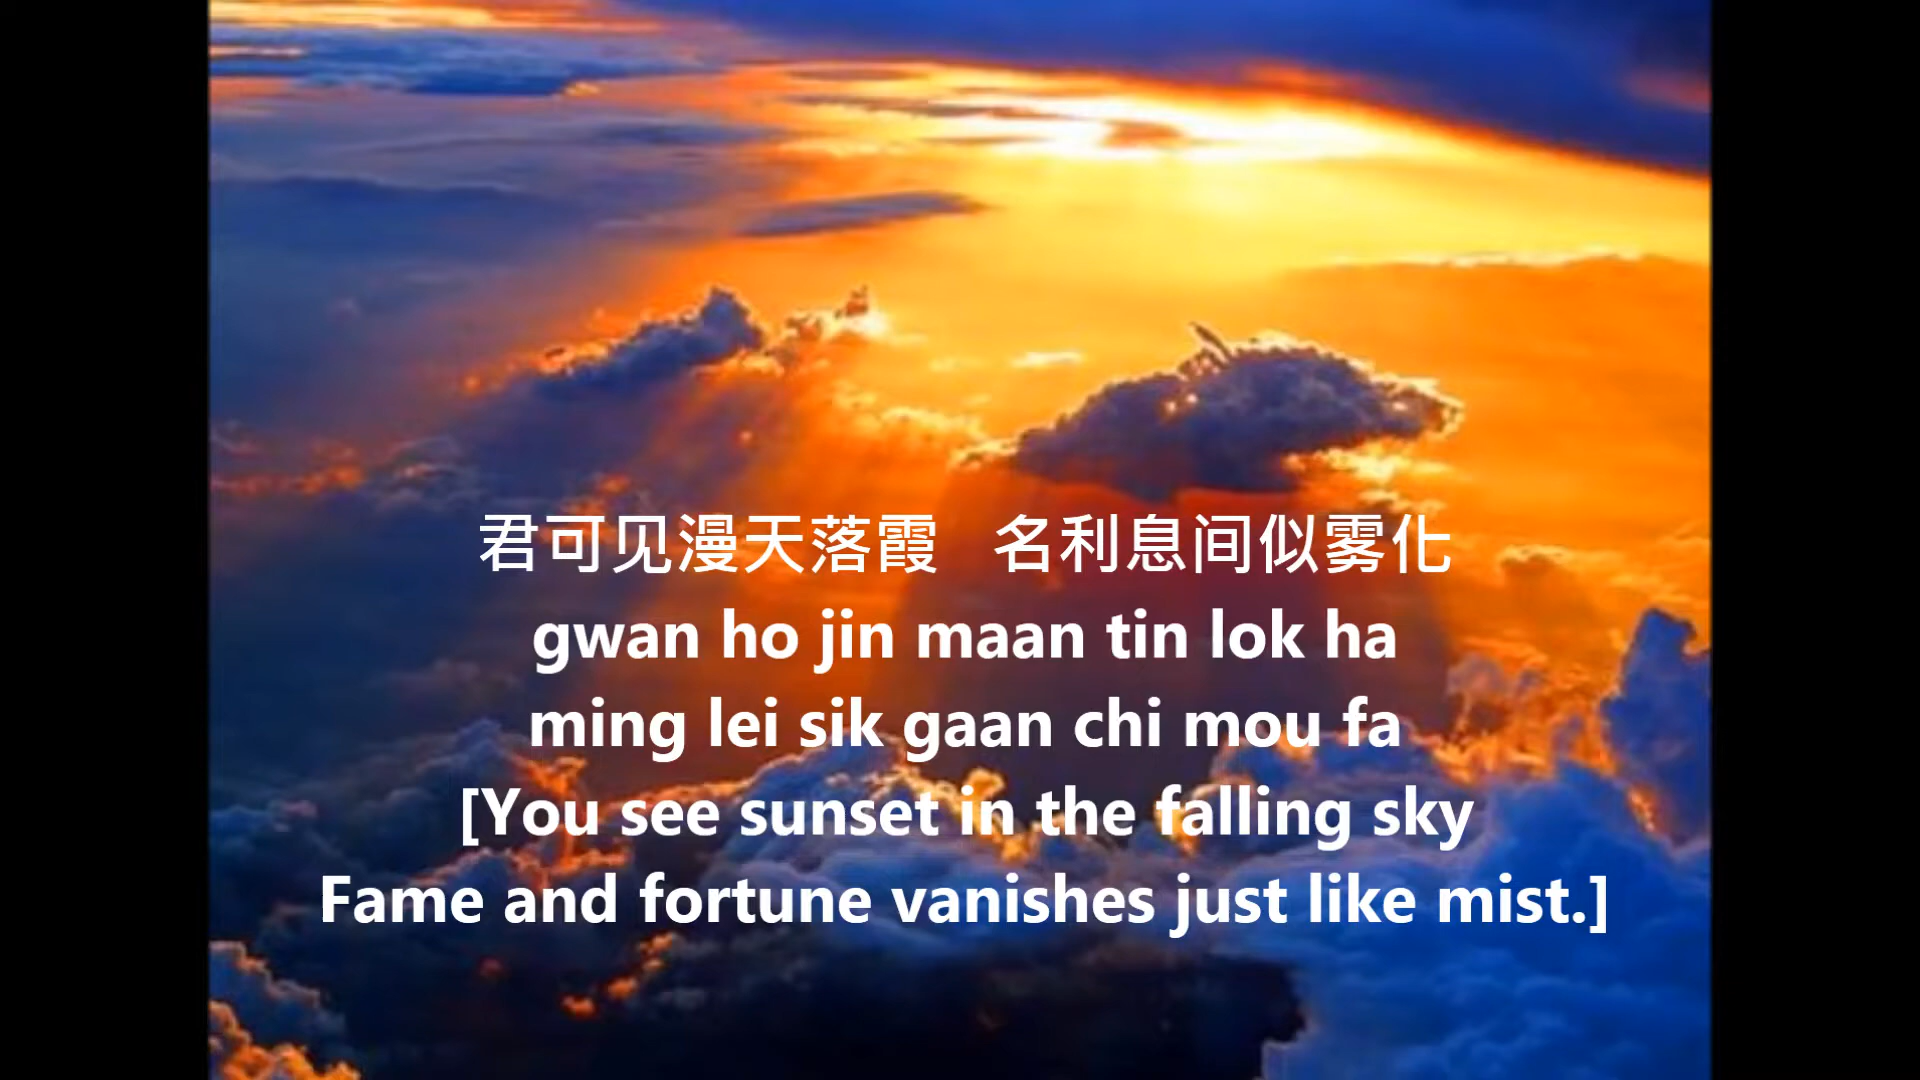 君可见漫天落霞 名利息间似雾化
gwan ho jin maan tin lok ha
ming lei sik gaan chi mou fa
[You see sunset in the falling sky
Fame and fortune vanishes just like mist.]